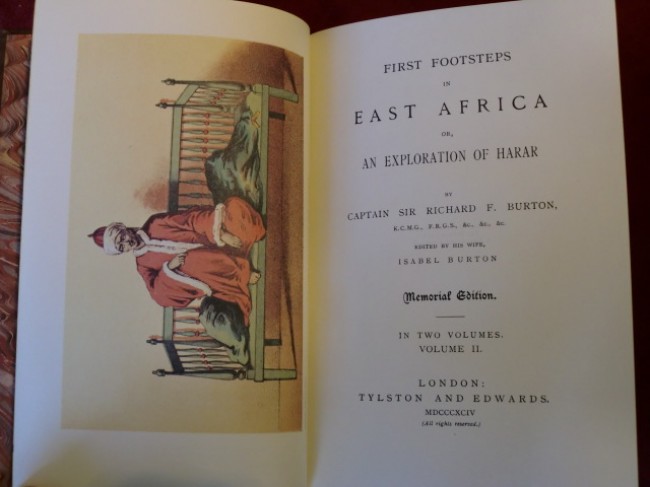 FIRST FOOTSTEPS
IN
EAST AFRICA
OR,
AN EXPLORATION OF HARAR
BY
CAPTAIN SIR RICHARD F. BURTON,
K.C.M.G., F.R.G.S., &c., &c., &c.
EDITED BY HIS WIFE,
ISABEL BURTON
Memorial Edition.
IN TWO VOLUMES.
VOLUME II.
LONDON:
TYLSTON AND EDWARDS.
MDCCCXCIV
(All rights reserved.)